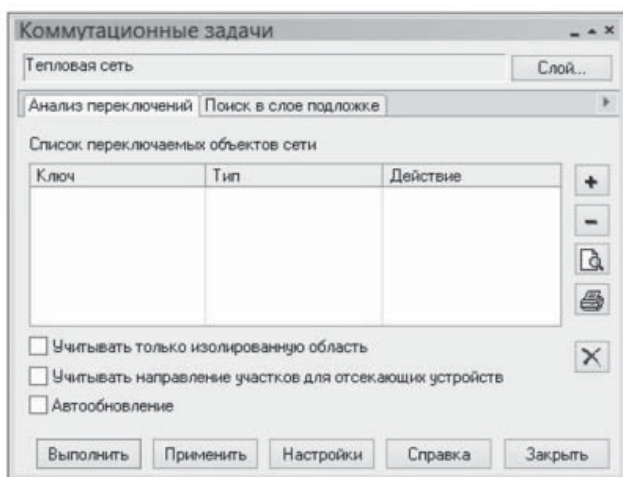 Коммутационные задачи
Тепловая сеть
Слой...
Анализ переключений Поиск в слое подложке
Список переключаемых объектов сети
Ключ Тип Действие
Учитывать только изолированную область
Учитывать направление участков для отсекающих устройств
Автообновление
Выполнить Применить Настройки Справка Закрыть